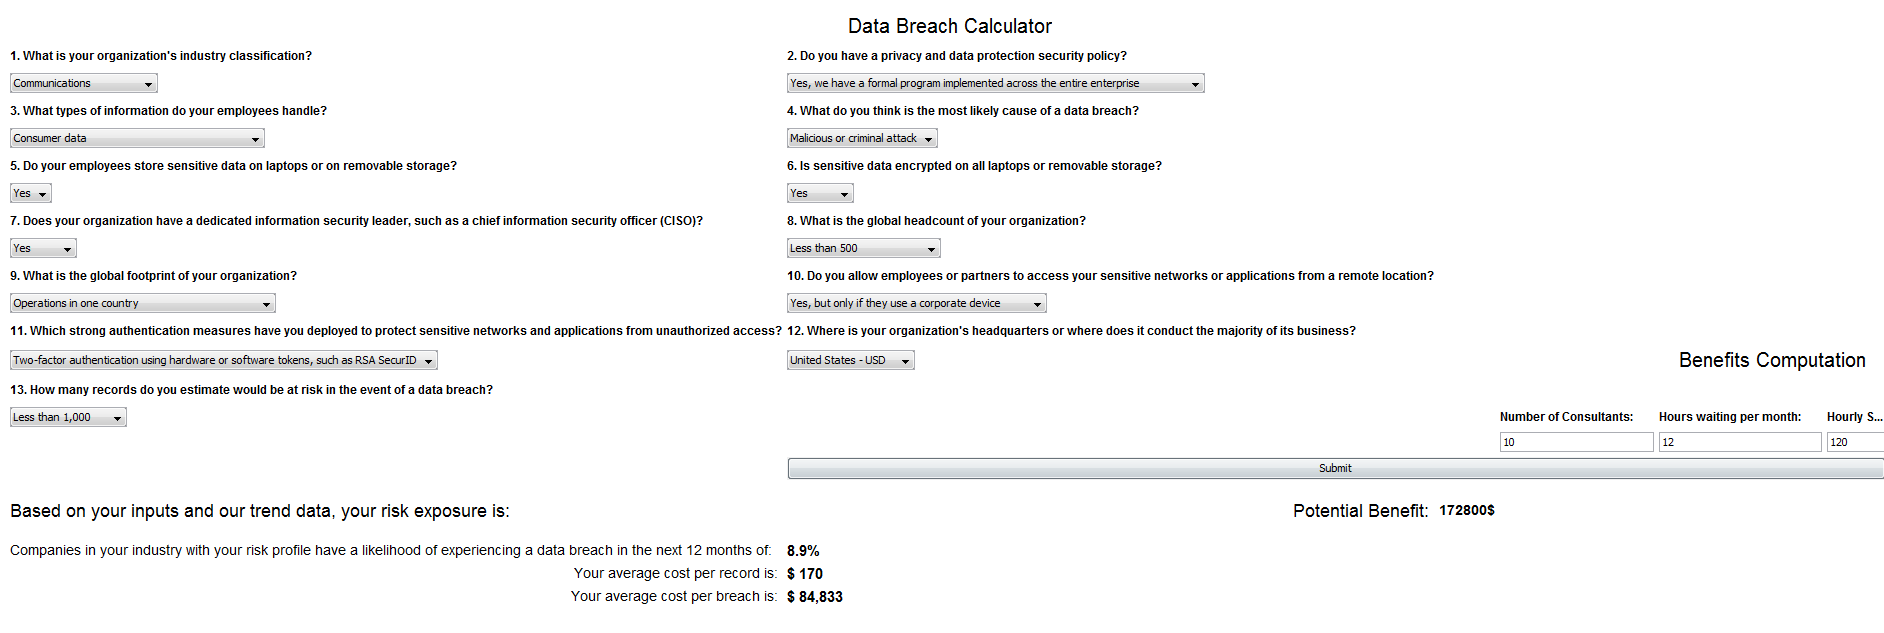 Data Breach Calculator
1. What is your organization's industry classification?
2. Do you have a privacy and data protection security policy?
Communications
Yes, we have a formal program implemented across the entire enterprise
3. What types of information do your employees handle?
4. What do you think is the most likely cause of a data breach?
Consumer data
Malicious or criminal attack
5. Do your employees store sensitive data on laptops or on removable storage?
6. Is sensitive data encrypted on all laptops or removable storage?
Yes
Yes
7. Does your organization have a dedicated information security leader, such as a chief information security officer (CISO)?
8. What is the global headcount of your organization?
Yes
Less than 500
9. What is the global footprint of your organization?
10. Do you allow employees or partners to access your sensitive networks or applications from a remote location?
Operations in one country
Yes, but only if they use a corporate device
11. Which strong authentication measures have you deployed to protect sensitive networks and applications from unauthorized access?
12. Where is your organization's headquarters or where does it conduct the majority of its business?
Two-factor authentication using hardware or software tokens, such as RSA SecurID
United States - USD
Benefits Computation
13. How many records do you estimate would be at risk in the event of a data breach?
Less than 1,000
Number of Consultants:
Hours waiting per month:
Hourly S...
10
12
120
Submit
Based on your inputs and our trend data, your risk exposure is:
Potential Benefit: 172800$
Companies in your industry with your risk profile have a likelihood of experiencing a data breach in the next 12 months of: 8.9%
Your average cost per record is: $ 170
Your average cost per breach is: $ 84,833